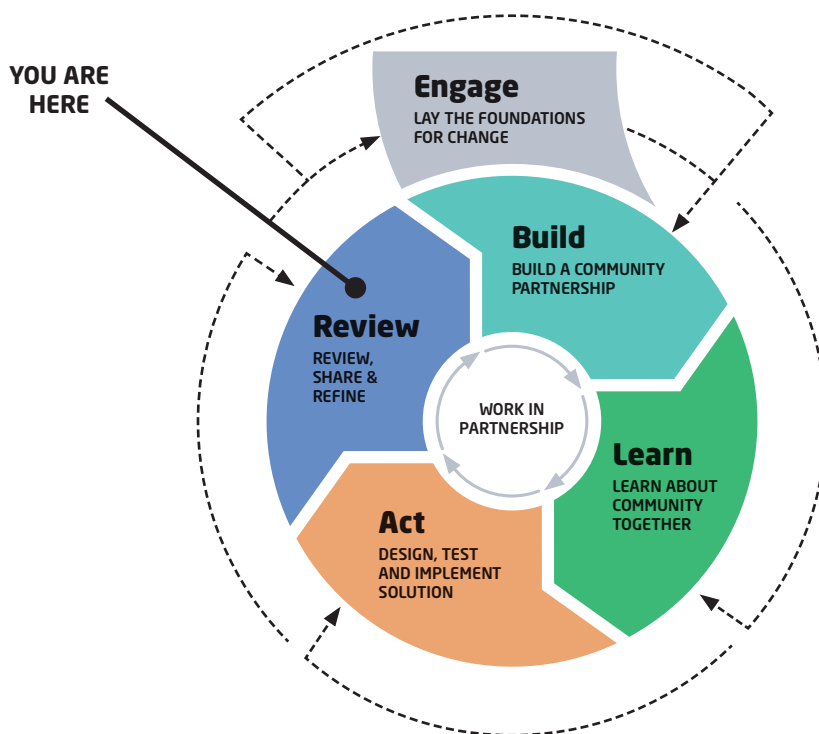 YOU ARE
HERE
Engage
LAY THE FOUNDATIONS
FOR CHANGE
Build
BUILD A COMMUNITY
PARTNERSHIP
Review
REVIEW,
SHARE &
REFINE
WORK IN
PARTNERSHIP
Learn
LEARN ABOUT
COMMUNITY
TOGETHER
Act
DESIGN, TEST
AND IMPLEMENT
SOLUTION